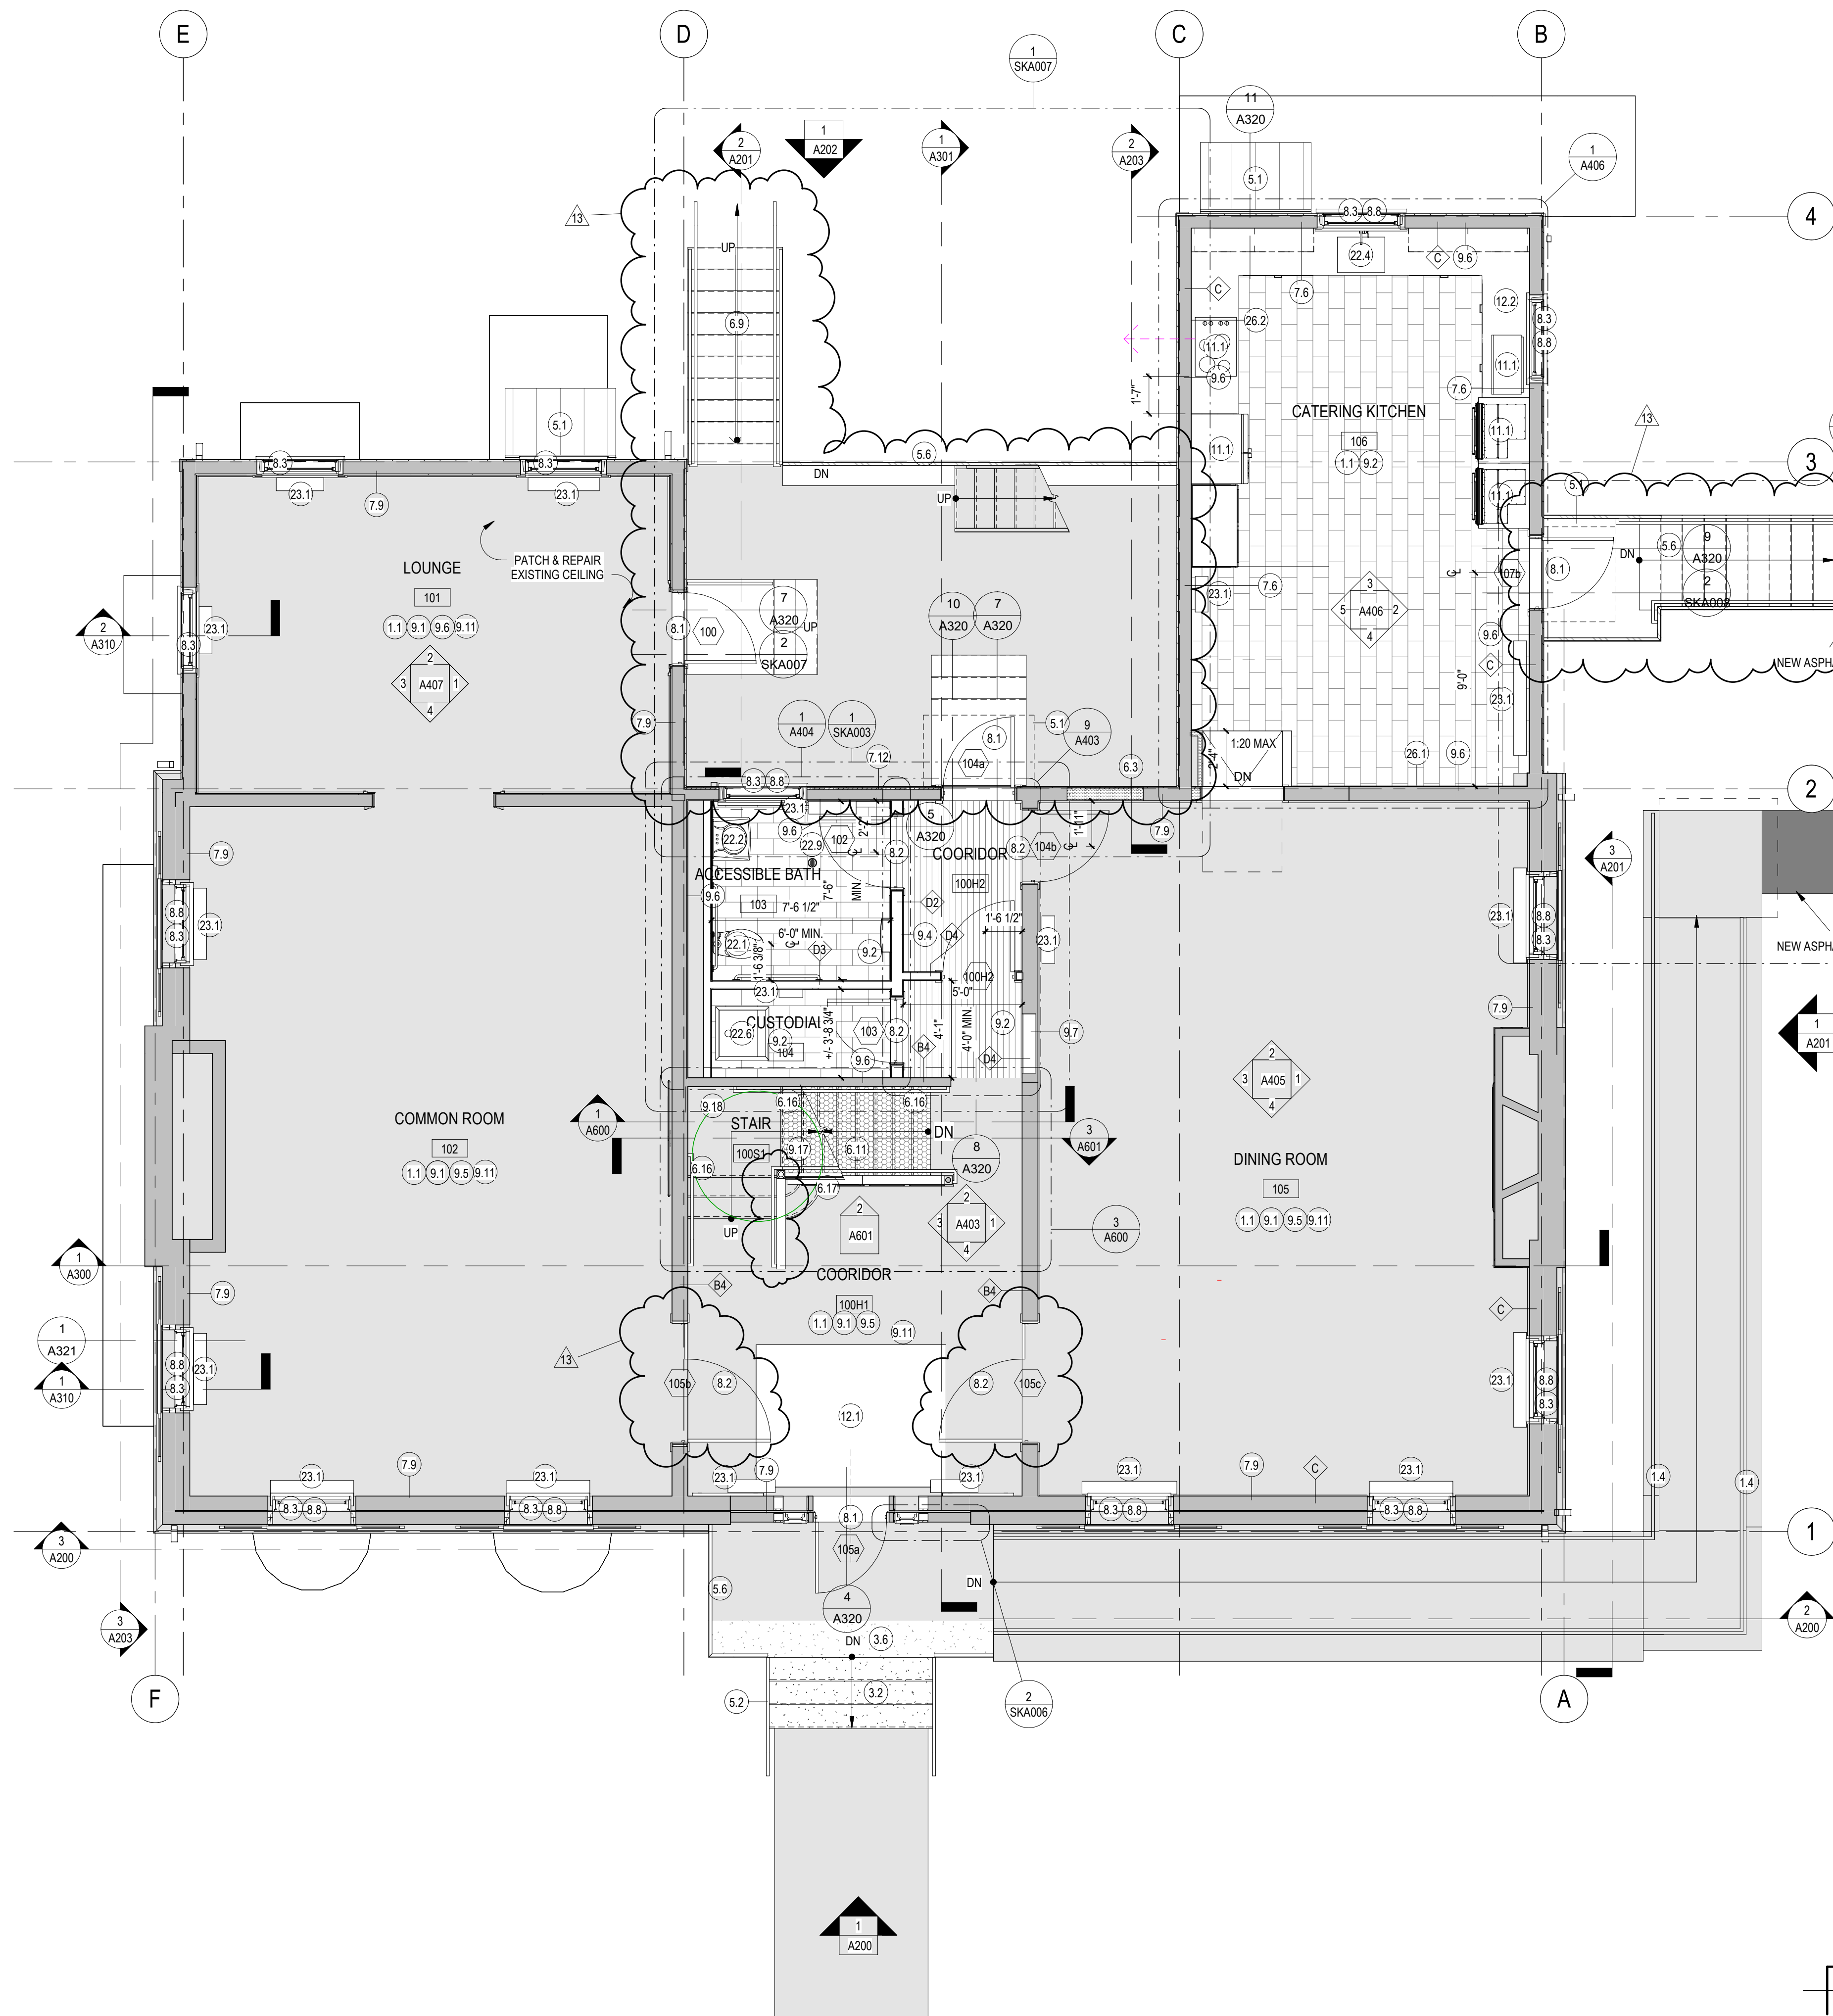 E
D
C
B
1
SKA007
11
A320
2
A201
1
A202
1
A301
2
A203
1
A406
5.1
13
8.3
8.8
4
UP
22.4
C
9.6
7.6
C
12.2
6.9
26.2
8.3
8.8
11.1
11.1
9.6
7.6
1'-7"
CATERING KITCHEN
106
1.1
9.2
11.1
11.1
11.1
13
5.1
5.6
DN
3
8.3
8.3
23.1
23.1
7.9
UP
5.1
PATCH & REPAIR
EXISTING CEILING
LOUNGE
101
1.1
9.1
9.6
9.11
2
3
A407
1
4
2
A310
8.3
23.1
8.1
100
7
A320
UP
2
SKA007
10
A320
7
A320
23.1
7.6
3
5
A406
2
4
℄
107b
8.1
DN
5.6
9
A320
2
SKA008
9.6
C
NEW ASPH
23.1
9'-0"
7.9
1
A404
1
SKA003
7.12
8.1
5.1
9
A403
104a
6.3
1:20 MAX
DN
2'-4"
26.1
9.6
8.3
8.8
23.1
2
7.9
22.2
9.6
22.9
102
2'-2"
℄
5
A320
8.2
COORIDOR
8.2
104b
℄
1'-11"
7.9
3
A201
ACCESSIBLE BATH
103
7'-6"
MIN.
7'-6 1/2"
9.6
100H2
D2
1'-6 1/2"
8.8
8.3
23.1
22.1
6'-0" MIN.
℄
D3
9.2
9.4
D4
23.1
23.1
8.8
8.3
NEW ASPH
1'-6 3/8"
100H2
5'-0"
23.1
CUSTODIAL
22.6
9.2
104
+/- 3'-8 3/4"
103
8.2
9.6
4'-1"
B4
4'-0" MIN.
9.2
D4
9.7
7.9
1
A201
2
3
A405
1
4
COMMON ROOM
102
1.1
9.1
9.5
9.11
1
A600
9.18
6.16
6.16
STAIR
100S1
9.17
6.11
DN
8
A320
3
A601
6.16
6.17
UP
DINING ROOM
105
1.1
9.1
9.5
9.11
2
A601
2
3
A403
1
4
3
A600
1
A300
COORIDOR
B4
B4
100H1
1.1
9.1
9.5
9.11
7.9
C
1
A321
13
8.8
8.3
23.1
1
A310
105b
8.2
8.2
105c
23.1
8.8
8.3
12.1
7.9
23.1
23.1
23.1
7.9
23.1
23.1
7.9
C
23.1
1.4
1.4
8.3
8.8
8.3
8.8
8.1
8.3
8.8
8.3
8.8
3
A200
105a
1
5.6
DN
4
A320
3
A203
DN
3.6
2
A200
F
5.2
3.2
2
SKA006
A
1
A200